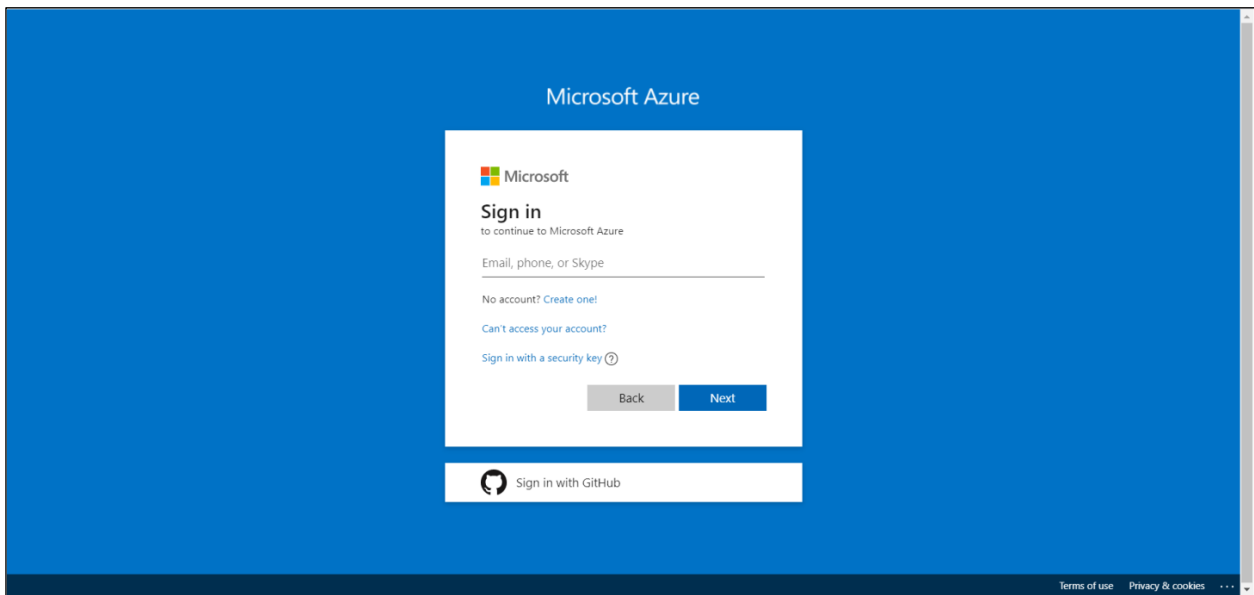 Microsoft Azure
Microsoft
Sign in
to continue to Microsoft Azure
Email, phone, or Skype
No account? Create one!
Can't access your account?
Sign in with a security key
Back Next
Sign in with GitHub
Terms of use Privacy & cookies ...